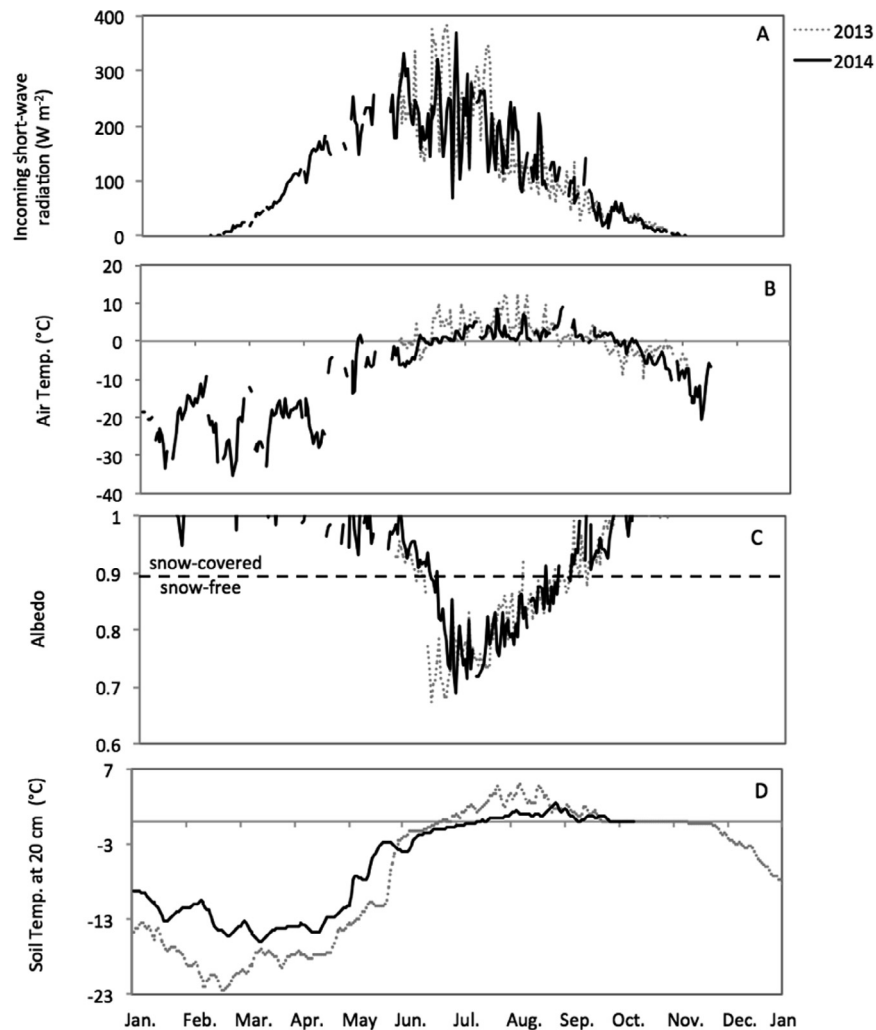 2013
2014
A
Incoming short-wave
radiation (W m⁻²)
400
300
200
100
0
B
Air Temp. (°C)
20
10
0
-10
-20
-30
-40
C
Albedo
1
0.9
0.8
0.7
0.6
snow-covered
snow-free
D
Soil Temp. at 20 cm (°C)
7
-3
-13
-23
Jan. Feb. Mar. Apr. May Jun. Jul. Aug. Sep. Oct. Nov. Dec. Jan